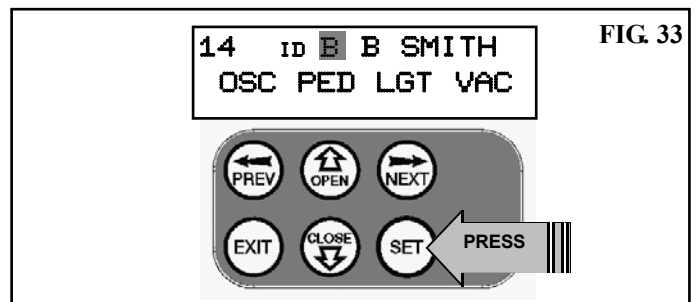 FIG. 33
14 ID B B SMITH
OSC PED LGT VAC
PREV OPEN NEXT
EXIT CLOSE SET PRESS